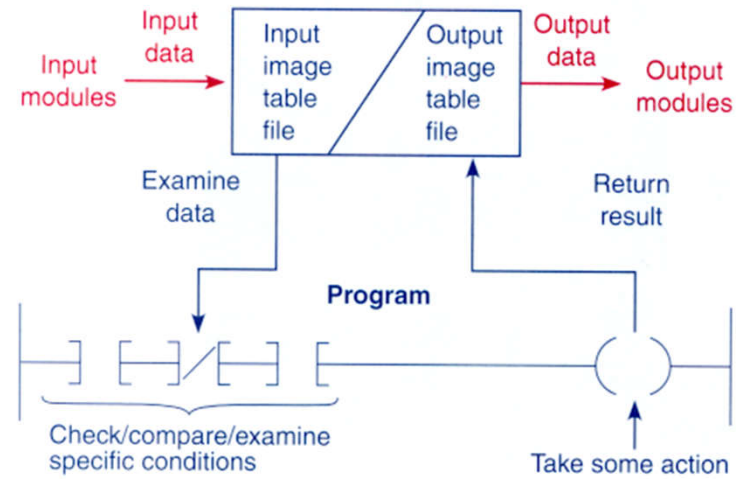 Input
data
Input
modules
Input
image
table
file
Output
image
table
file
Output
data
Output
modules
Examine
data
Return
result
Program
Check/compare/examine
specific conditions
Take some action